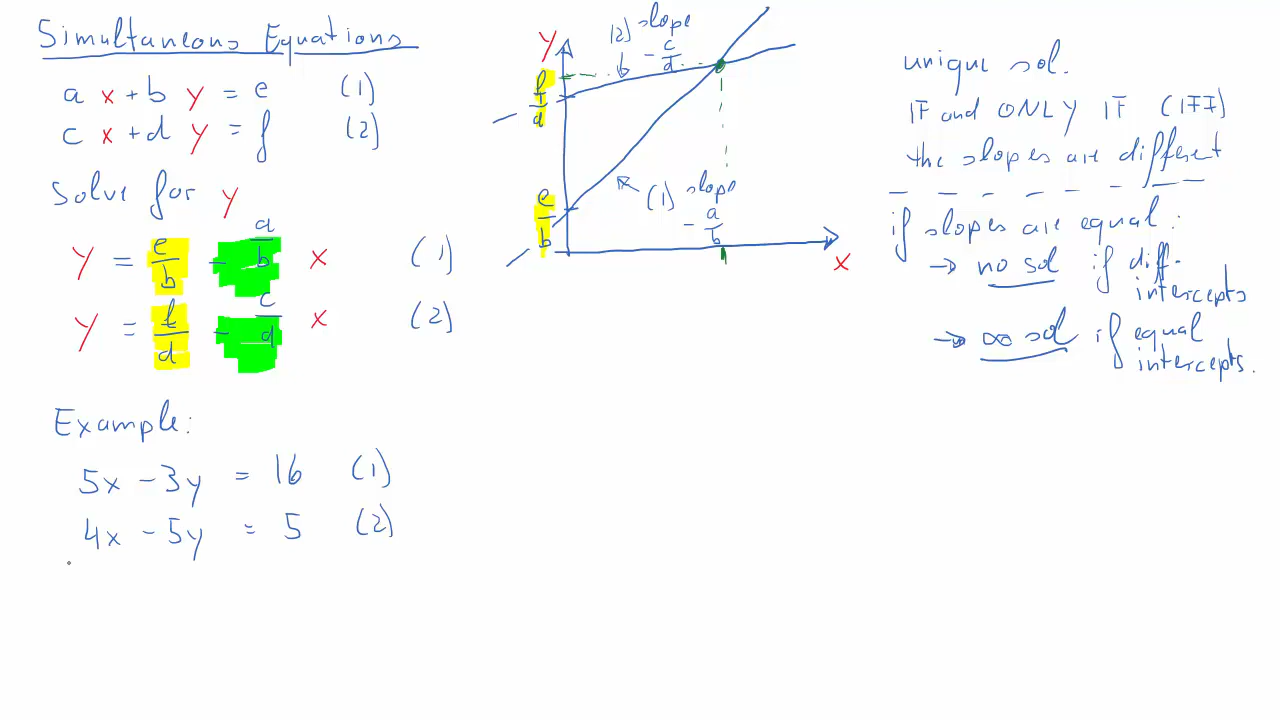 Simultaneous Equations
a x + b y = e (1)
c x + d y = f (2)
Solve for y
y = e/b - a/b x (1)
y = f/d - c/d x (2)
Example:
5x - 3y = 16 (1)
4x - 5y = 5 (2)
y
(2) slope
- c/d
f/d
e/b
(1) slope
- a/b
x
unique sol.
IF and ONLY IF (IFF)
the slopes are different
if slopes are equal:
→ no sol if diff.
intercepts
→ ∞ sol if equal
intercepts.